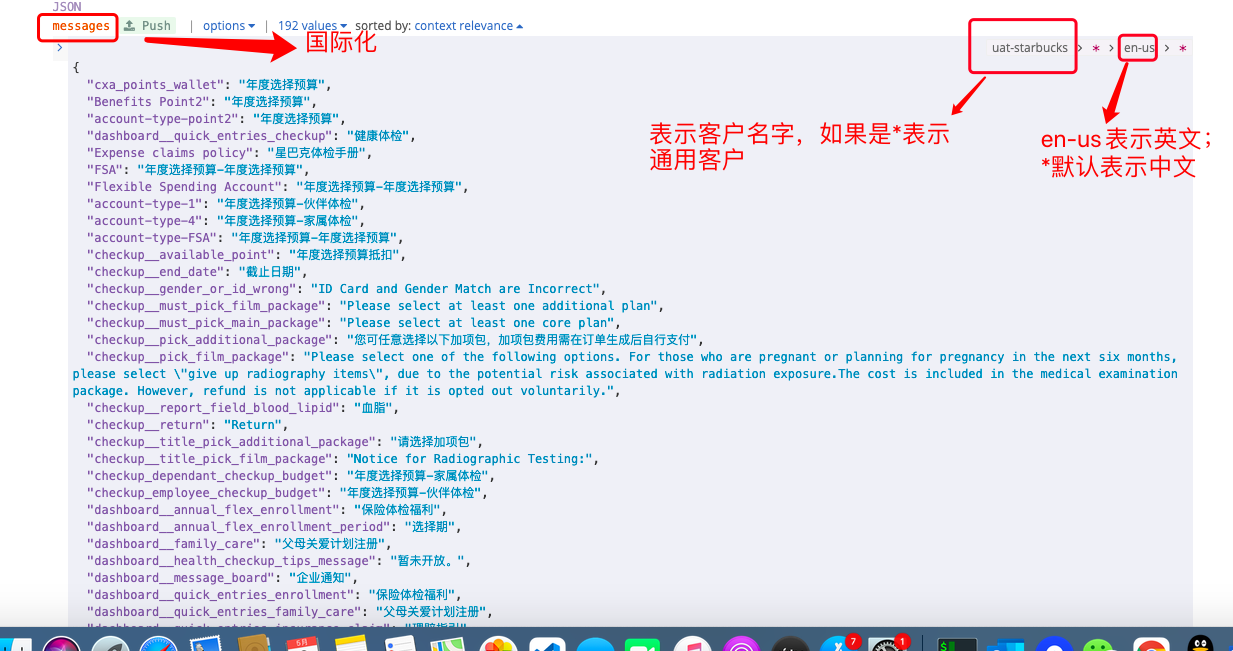 JSON
messages Push | options | 192 values sorted by: context relevance
国际化
> uat-starbucks > * > en-us > *
{
"cxa_points_wallet": "年度选择预算",
"Benefits Point2": "年度选择预算",
"account-type-point2": "年度选择预算",
"dashboard__quick_entries_checkup": "健康体检",
"Expense claims policy": "星巴克体检手册",
"FSA": "年度选择预算-年度选择预算",
"Flexible Spending Account": "年度选择预算-年度选择预算",
"account-type-1": "年度选择预算-伙伴体检",
"account-type-4": "年度选择预算-家属体检",
"account-type-FSA": "年度选择预算-年度选择预算",
"checkup__available_point": "年度选择预算抵扣",
"checkup__end_date": "截止日期",
"checkup__gender_or_id_wrong": "ID Card and Gender Match are Incorrect",
"checkup__must_pick_film_package": "Please select at least one additional plan",
"checkup__must_pick_main_package": "Please select at least one core plan",
"checkup__pick_additional_package": "您可任意选择以下加项包，加项包费用需在订单生成后自行支付",
"checkup__pick_film_package": "Please select one of the following options. For those who are pregnant or planning for pregnancy in the next six months,
please select \"give up radiography items\", due to the potential risk associated with radiation exposure.The cost is included in the medical examination
package. However, refund is not applicable if it is opted out voluntarily.",
"checkup__report_field_blood_lipid": "血脂",
"checkup__return": "Return",
"checkup__title_pick_additional_package": "请选择加项包",
"checkup__title_pick_film_package": "Notice for Radiographic Testing:",
"checkup_dependant_checkup_budget": "年度选择预算-家属体检",
"checkup_employee_checkup_budget": "年度选择预算-伙伴体检",
"dashboard__annual_flex_enrollment": "保险体检福利",
"dashboard__annual_flex_enrollment_period": "选择期",
"dashboard__family_care": "父母关爱计划注册",
"dashboard__health_checkup_tips_message": "暂未开放。",
"dashboard__message_board": "企业通知",
"dashboard__quick_entries_enrollment": "保险体检福利",
"dashboard__quick_entries_family_care": "父母关爱计划注册",
表示客户名字，如果是*表示
通用客户
en-us 表示英文；
*默认表示中文
7
1